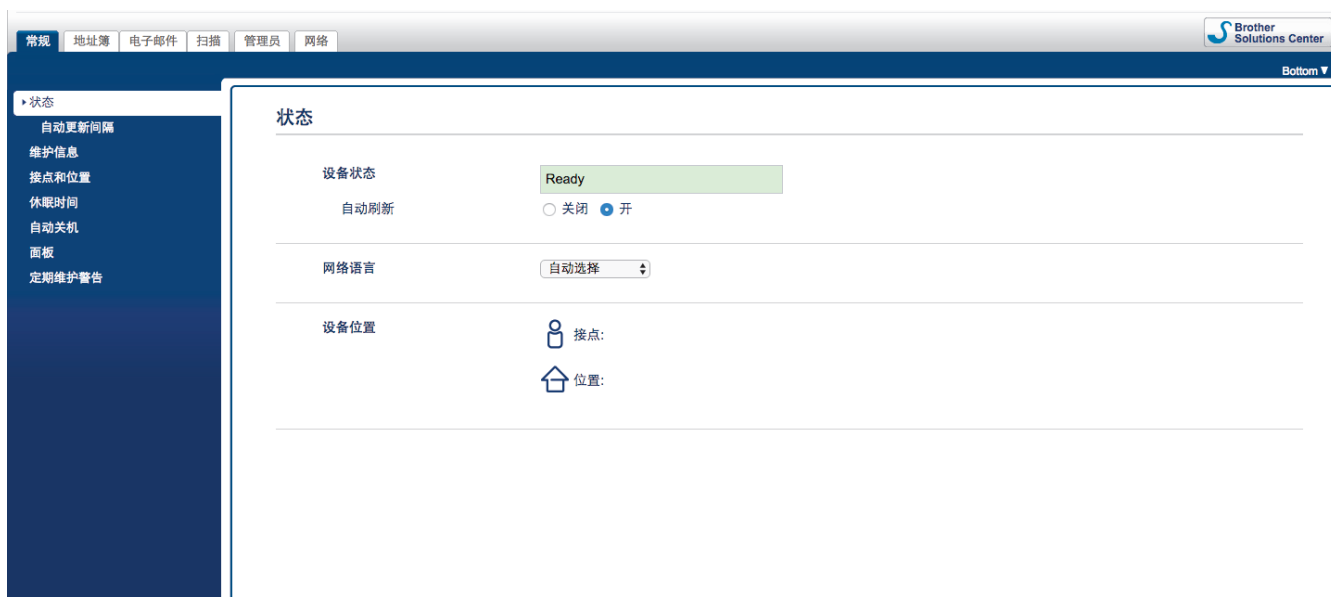 常规 地址簿 电子邮件 扫描 管理员 网络
Brother
Solutions Center
Bottom▼
状态
自动更新间隔
维护信息
接点和位置
休眠时间
自动关机
面板
定期维护警告
状态
设备状态 Ready
自动刷新 关闭 开
网络语言 自动选择
设备位置 接点:
位置: